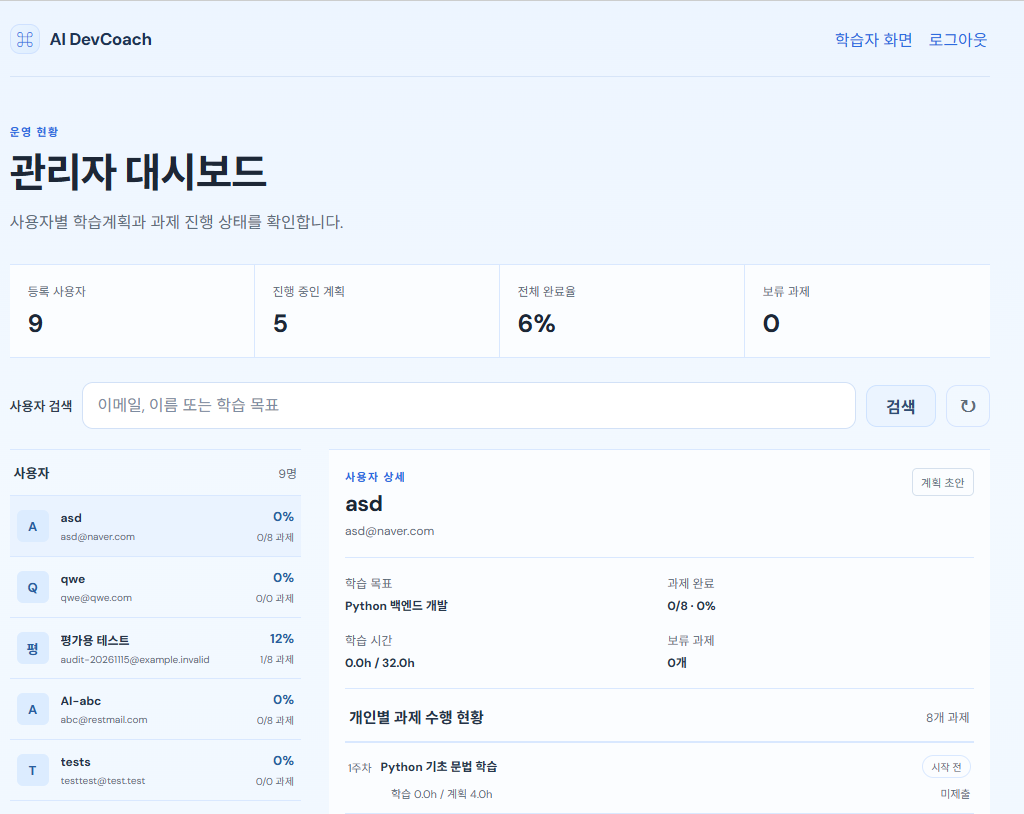 AI DevCoach
학습자 화면 로그아웃
운영 현황
관리자 대시보드
사용자별 학습계획과 과제 진행 상태를 확인합니다.
등록 사용자
9
진행 중인 계획
5
전체 완료율
6%
보류 과제
0
사용자 검색 이메일, 이름 또는 학습 목표 검색
사용자 9명
A asd 0%
asd@naver.com 0/8 과제
Q qwe 0%
qwe@qwe.com 0/0 과제
평 평가용 테스트 12%
audit-20261115@example.invalid 1/8 과제
A AI-abc 0%
abc@restmail.com 0/8 과제
T tests 0%
testtest@test.test 0/0 과제
사용자 상세
계획 초안
asd
asd@naver.com
학습 목표
Python 백엔드 개발
과제 완료
0/8 · 0%
학습 시간
0.0h / 32.0h
보류 과제
0개
개인별 과제 수행 현황 8개 과제
1주차 Python 기초 문법 학습 시작 전
학습 0.0h / 계획 4.0h 미제출